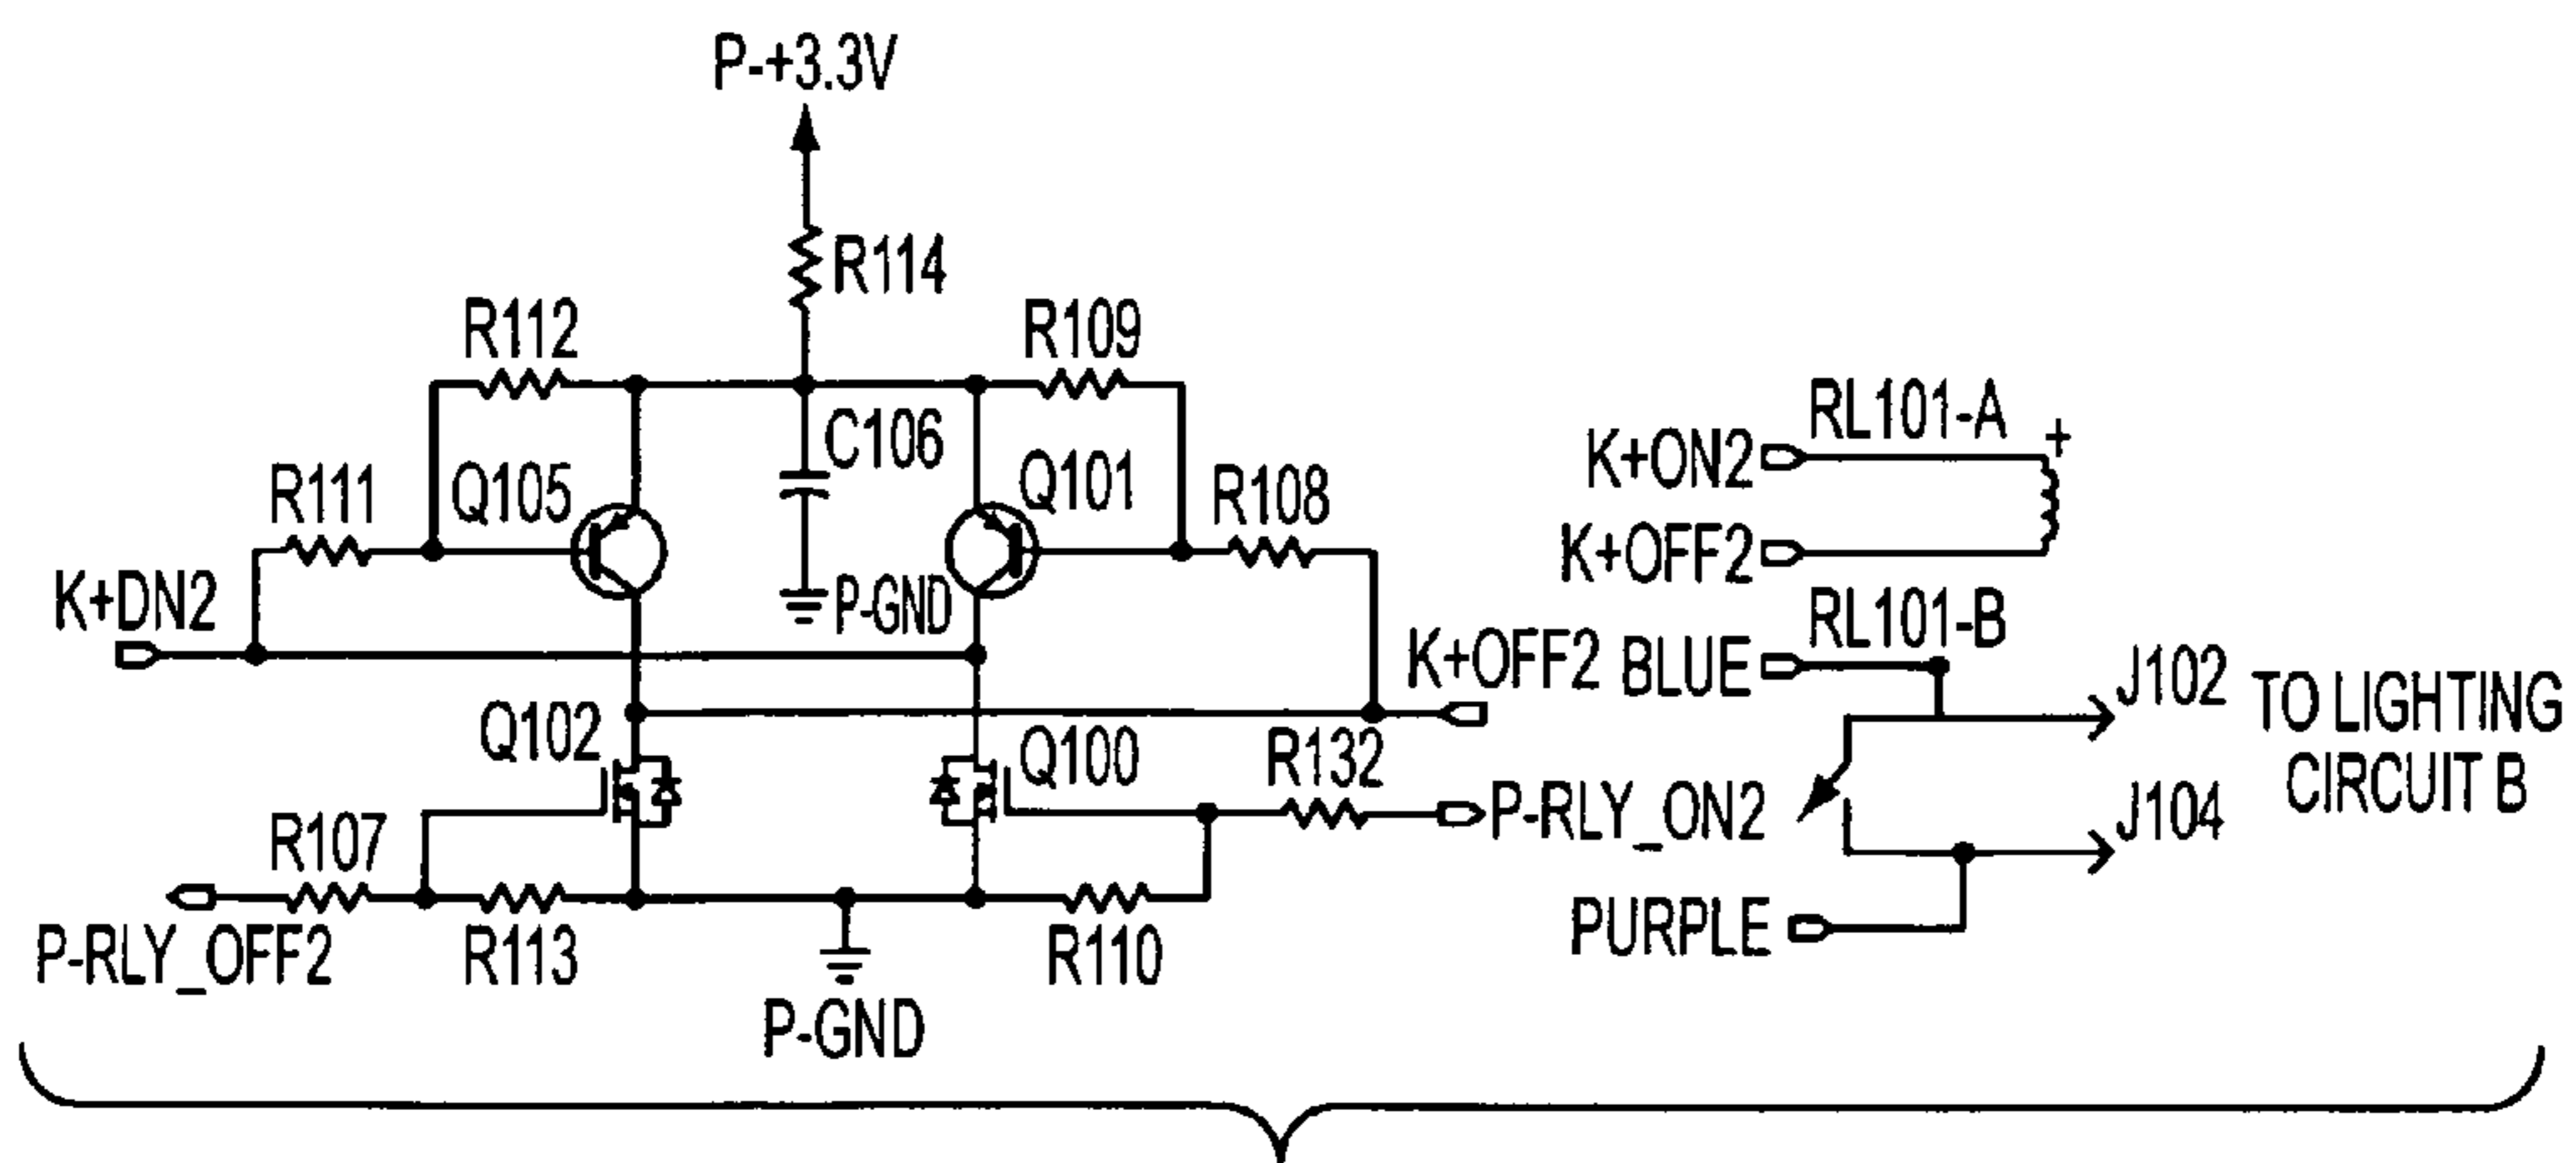 P-+3.3V
R114
R112
R109
C106
R111
Q105
Q101
R108
P-GND
K+DN2
K+OFF2
Q102
Q100
R132
P-RLY_ON2
R107
P-RLY_OFF2
R113
R110
P-GND
RL101-A
+
K+ON2
K+OFF2
RL101-B
BLUE
J102
TO LIGHTING
CIRCUIT B
J104
PURPLE